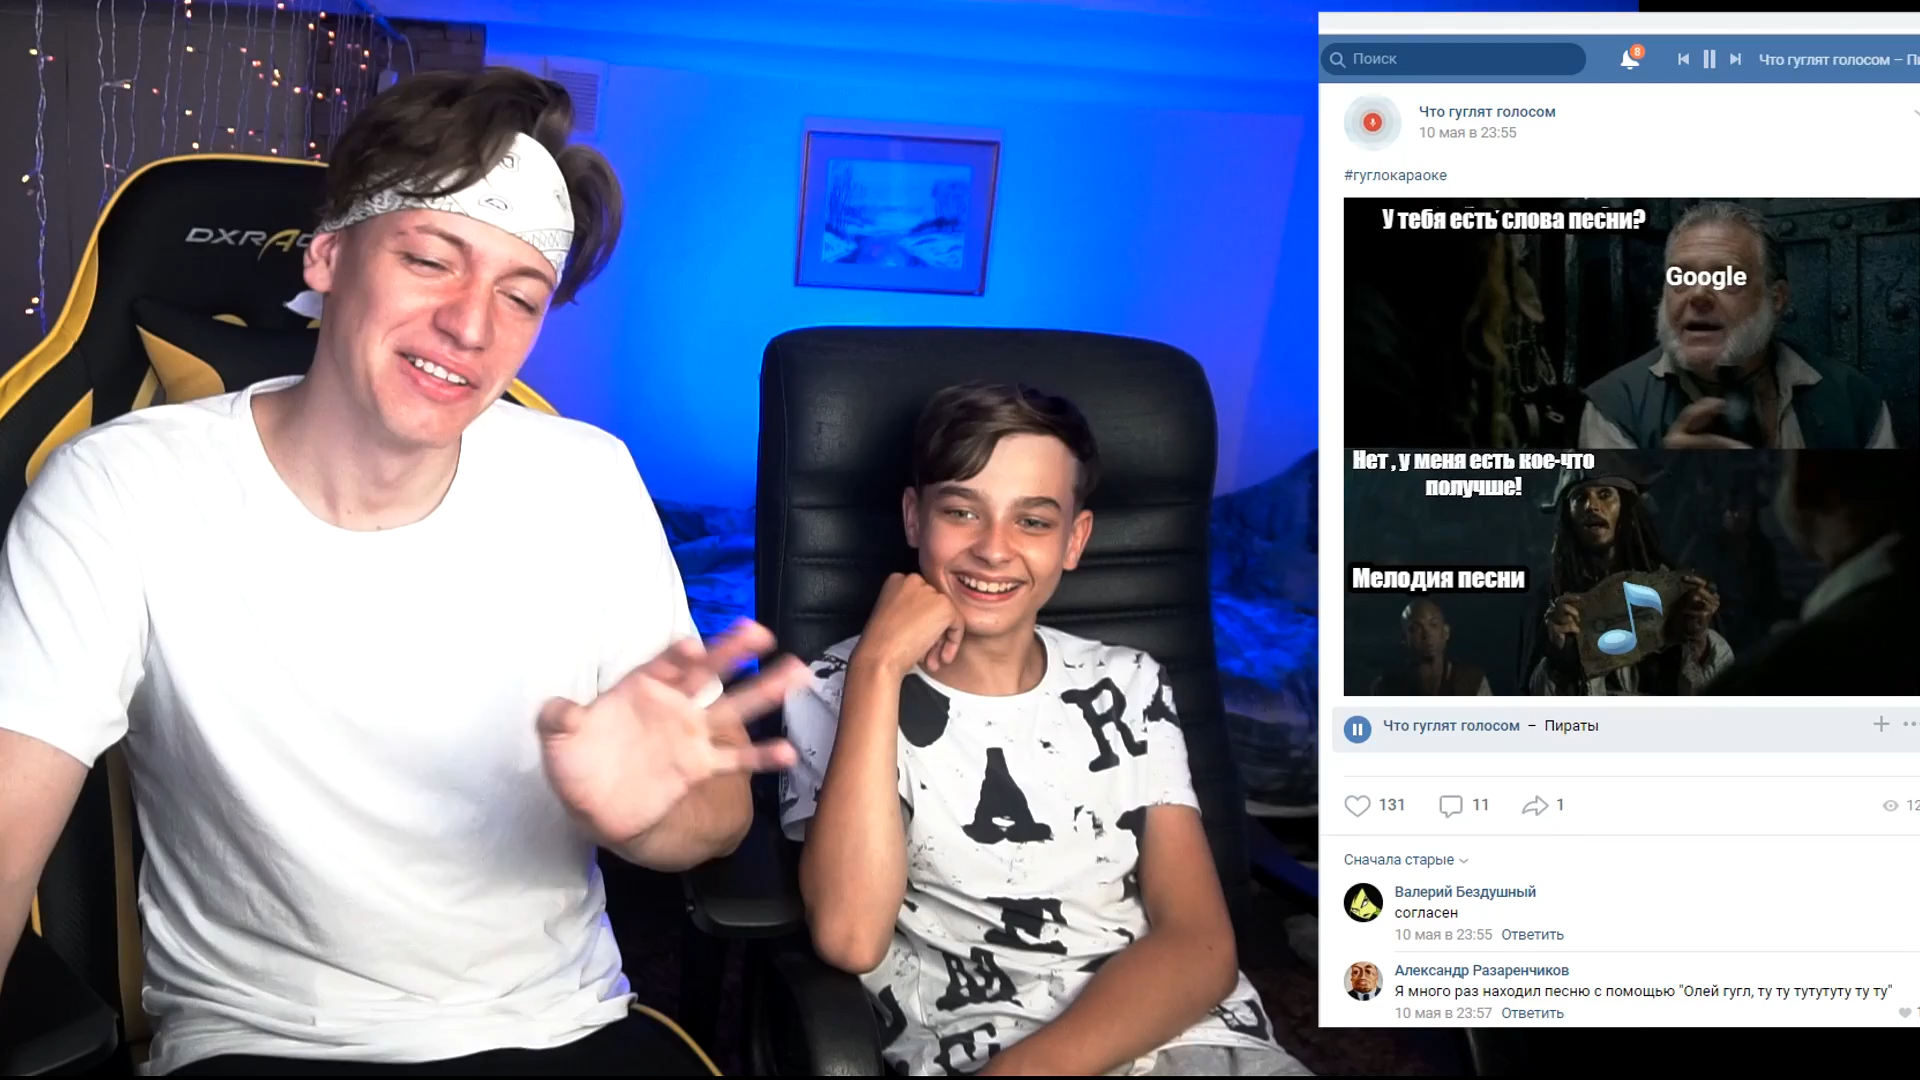 DXRA
Поиск
8
Что гуглят голосом –
Что гуглят голосом
10 мая в 23:55
#гуглокараоке
У тебя есть слова песни?
Google
Нет , у меня есть кое-что
получше!
Мелодия песни
Что гуглят голосом – Пираты
131
11
1
Сначала старые
Валерий Бездушный
согласен
10 мая в 23:55 Ответить
Александр Разаренчиков
Я много раз находил песню с помощью "Олей гугл, ту ту тутутуту ту ту"
10 мая в 23:57 Ответить
R
A
E
M
E